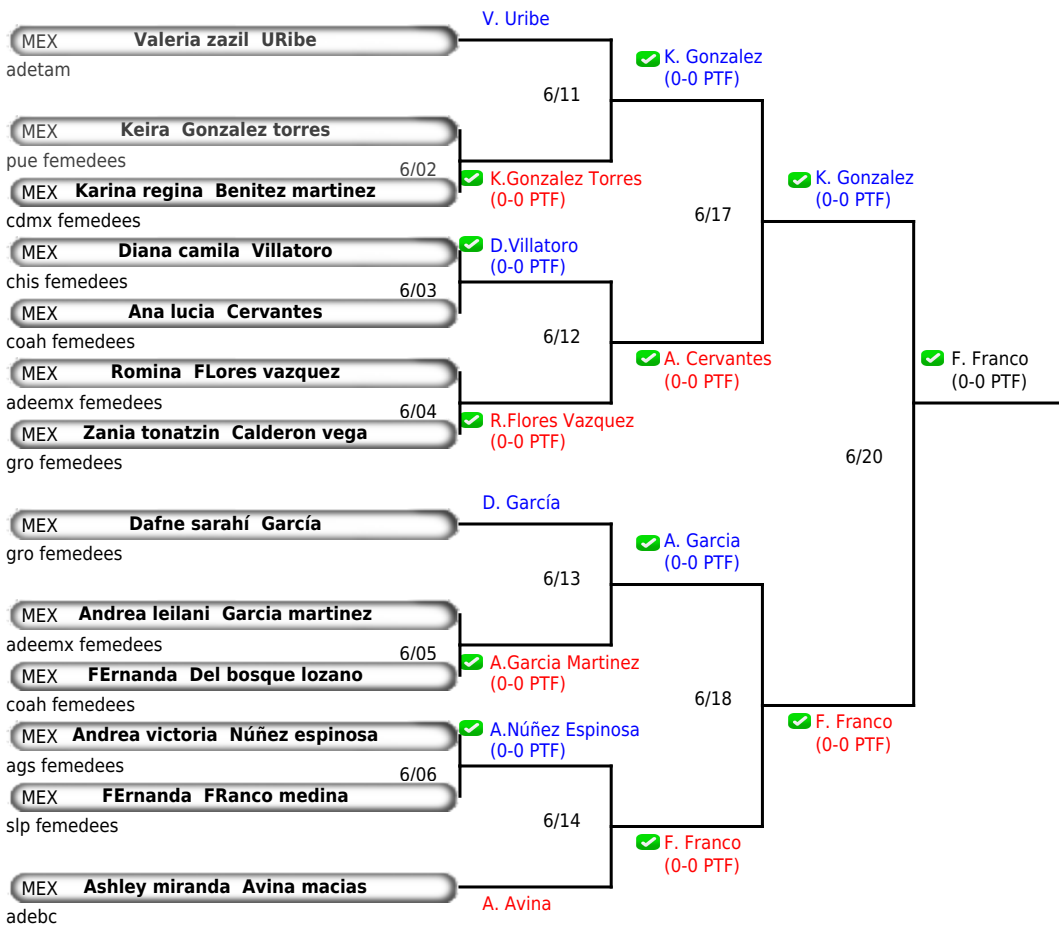 V. Uribe
MEX Valeria zazil URibe
adetam
K. Gonzalez
(0-0 PTF)
6/11
MEX Keira Gonzalez torres
pue femedees
6/02
MEX Karina regina Benitez martinez
cdmx femedees
K.Gonzalez Torres
(0-0 PTF)
K. Gonzalez
(0-0 PTF)
6/17
MEX Diana camila Villatoro
chis femedees
D.Villatoro
(0-0 PTF)
6/03
MEX Ana lucia Cervantes
coah femedees
6/12
A. Cervantes
(0-0 PTF)
MEX Romina FLores vazquez
adeemx femedees
6/04
MEX Zania tonatzin Calderon vega
gro femedees
R.Flores Vazquez
(0-0 PTF)
F. Franco
(0-0 PTF)
6/20
D. García
MEX Dafne sarahí García
gro femedees
A. Garcia
(0-0 PTF)
6/13
MEX Andrea leilani Garcia martinez
adeemx femedees
6/05
MEX FErnanda Del bosque lozano
coah femedees
A.Garcia Martinez
(0-0 PTF)
6/18
F. Franco
(0-0 PTF)
MEX Andrea victoria Núñez espinosa
ags femedees
A.Núñez Espinosa
(0-0 PTF)
6/06
MEX FErnanda FRanco medina
slp femedees
6/14
F. Franco
(0-0 PTF)
MEX Ashley miranda Avina macias
adebc
A. Avina